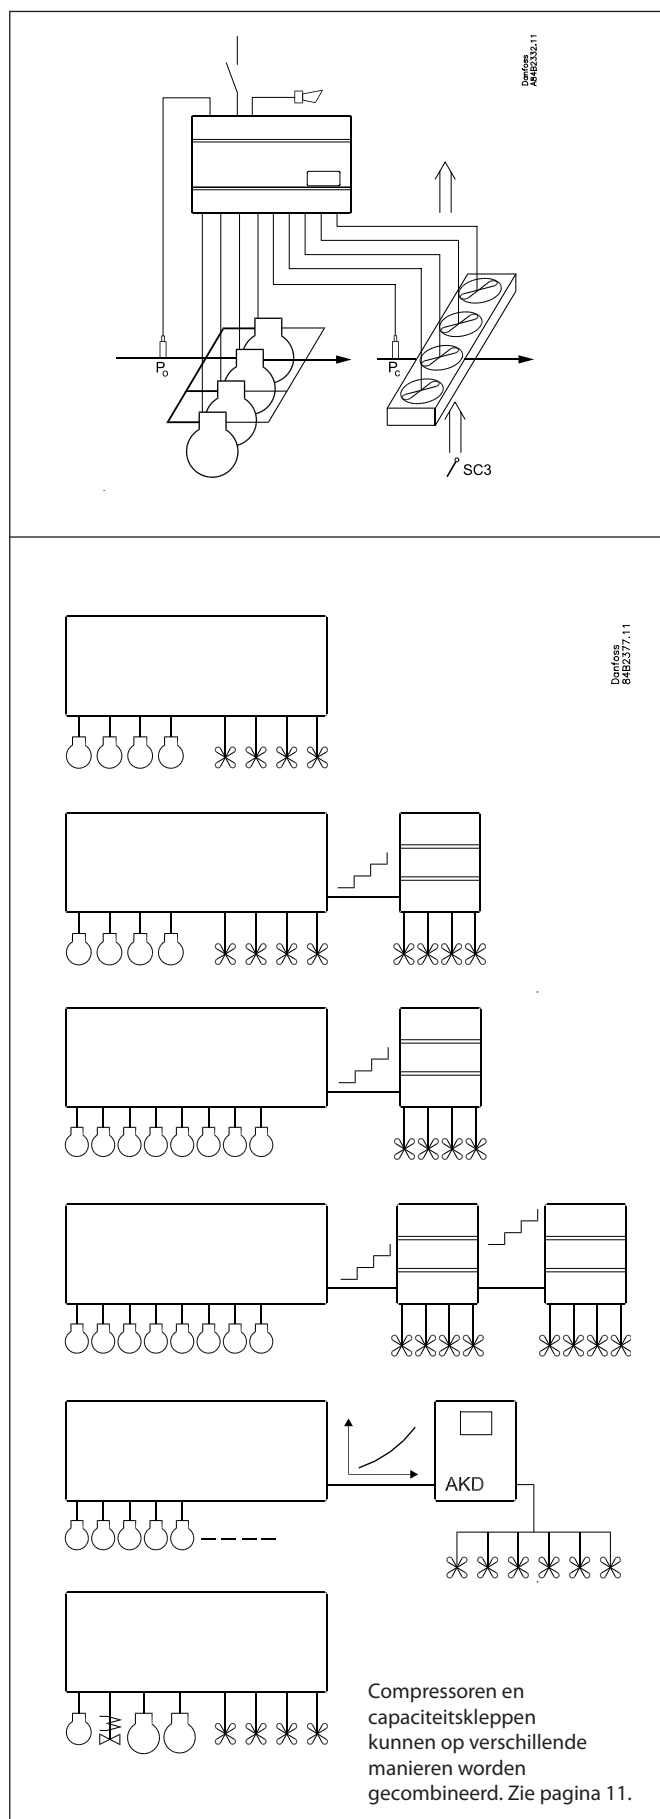 Danfoss
A84B2332.11
Po
Pc
SC3
Danfoss
84B2377.11
AKD
Compressoren en
capaciteitskleppen
kunnen op verschillende
manieren worden
gecombineerd. Zie pagina 11.